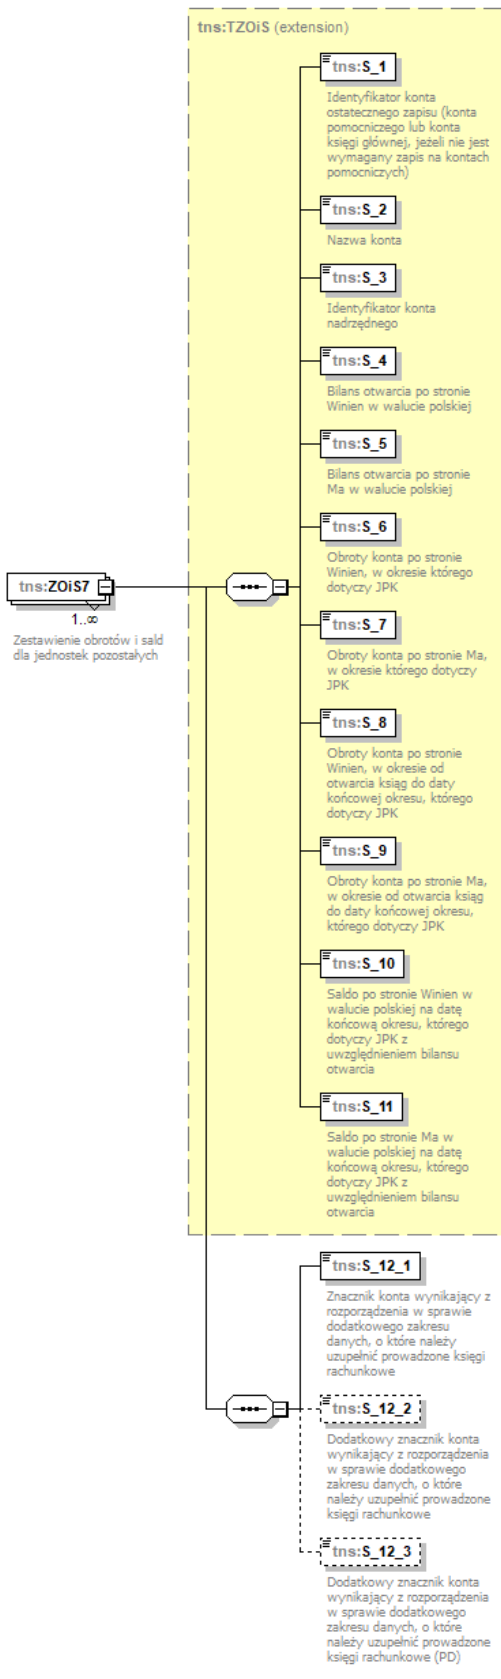 tns:TZOiS (extension)
tns:S_1
Identyfikator konta
ostatecznego zapisu (konta
pomocniczego lub konta
księgi głównej, jeżeli nie jest
wymagany zapis na kontach
pomocniczych)
tns:S_2
Nazwa konta
tns:S_3
Identyfikator konta
nadrzędnego
tns:S_4
Bilans otwarcia po stronie
Winien w walucie polskiej
tns:S_5
Bilans otwarcia po stronie
Ma w walucie polskiej
tns:S_6
Obroty konta po stronie
Winien, w okresie którego
dotyczy JPK
tns:ZOiS7
1..∞
Zestawienie obrotów i sald
dla jednostek pozostałych
tns:S_7
Obroty konta po stronie Ma,
w okresie którego dotyczy
JPK
tns:S_8
Obroty konta po stronie
Winien, w okresie od
otwarcia ksiąg do daty
końcowej okresu, którego
dotyczy JPK
tns:S_9
Obroty konta po stronie Ma,
w okresie od otwarcia ksiąg
do daty końcowej okresu,
którego dotyczy JPK
tns:S_10
Saldo po stronie Winien w
walucie polskiej na datę
końcową okresu, którego
dotyczy JPK z
uwzględnieniem bilansu
otwarcia
tns:S_11
Saldo po stronie Ma w
walucie polskiej na datę
końcową okresu, którego
dotyczy JPK z
uwzględnieniem bilansu
otwarcia
tns:S_12_1
Znacznik konta wynikający z
rozporządzenia w sprawie
dodatkowego zakresu
danych, o które należy
uzupełnić prowadzone księgi
rachunkowe
tns:S_12_2
Dodatkowy znacznik konta
wynikający z rozporządzenia
w sprawie dodatkowego
zakresu danych, o które
należy uzupełnić prowadzone
księgi rachunkowe
tns:S_12_3
Dodatkowy znacznik konta
wynikający z rozporządzenia
w sprawie dodatkowego
zakresu danych, o które
należy uzupełnić prowadzone
księgi rachunkowe (PD)